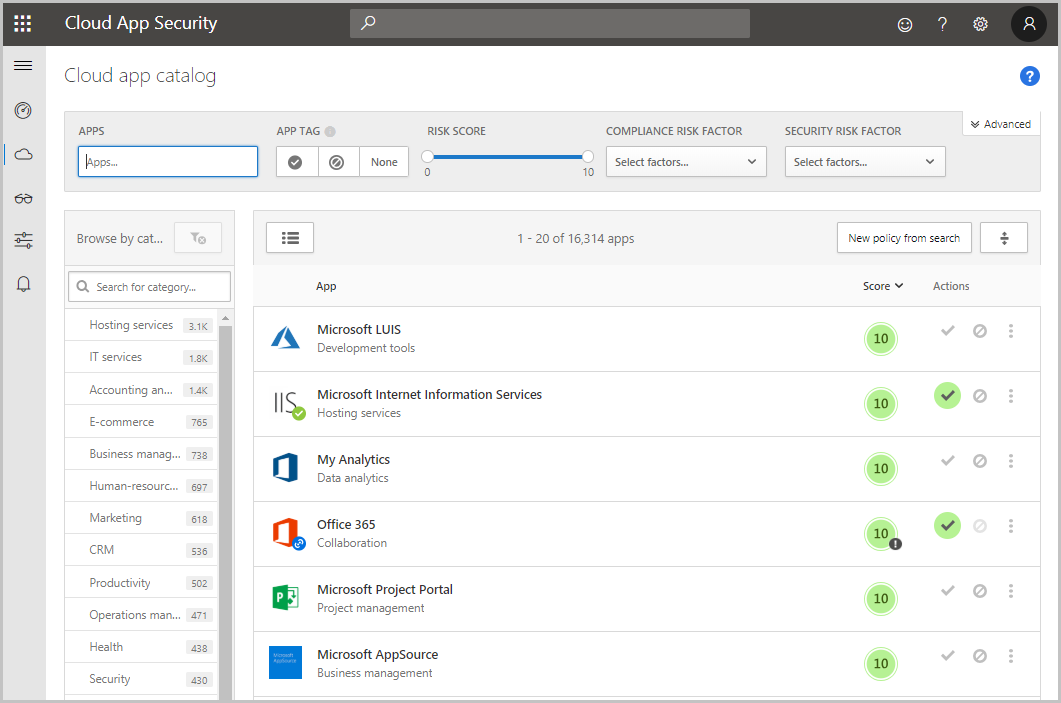 Cloud App Security
?
Cloud app catalog
?
APPS
APP TAG
RISK SCORE
COMPLIANCE RISK FACTOR
SECURITY RISK FACTOR
Advanced
Apps...
None
0
10
Select factors...
Select factors...
Browse by cat...
1 - 20 of 16,314 apps
New policy from search
Search for category...
App
Score
Actions
Hosting services 3.1K
IT services 1.8K
Accounting an... 1.4K
E-commerce 765
Business manag... 738
Human-resourc... 697
Marketing 618
CRM 536
Productivity 502
Operations man... 471
Health 438
Security 430
Microsoft LUIS
Development tools
10
IIS
Microsoft Internet Information Services
Hosting services
10
My Analytics
Data analytics
10
Office 365
Collaboration
10
!
P
Microsoft Project Portal
Project management
10
Microsoft
AppSource
Microsoft AppSource
Business management
10